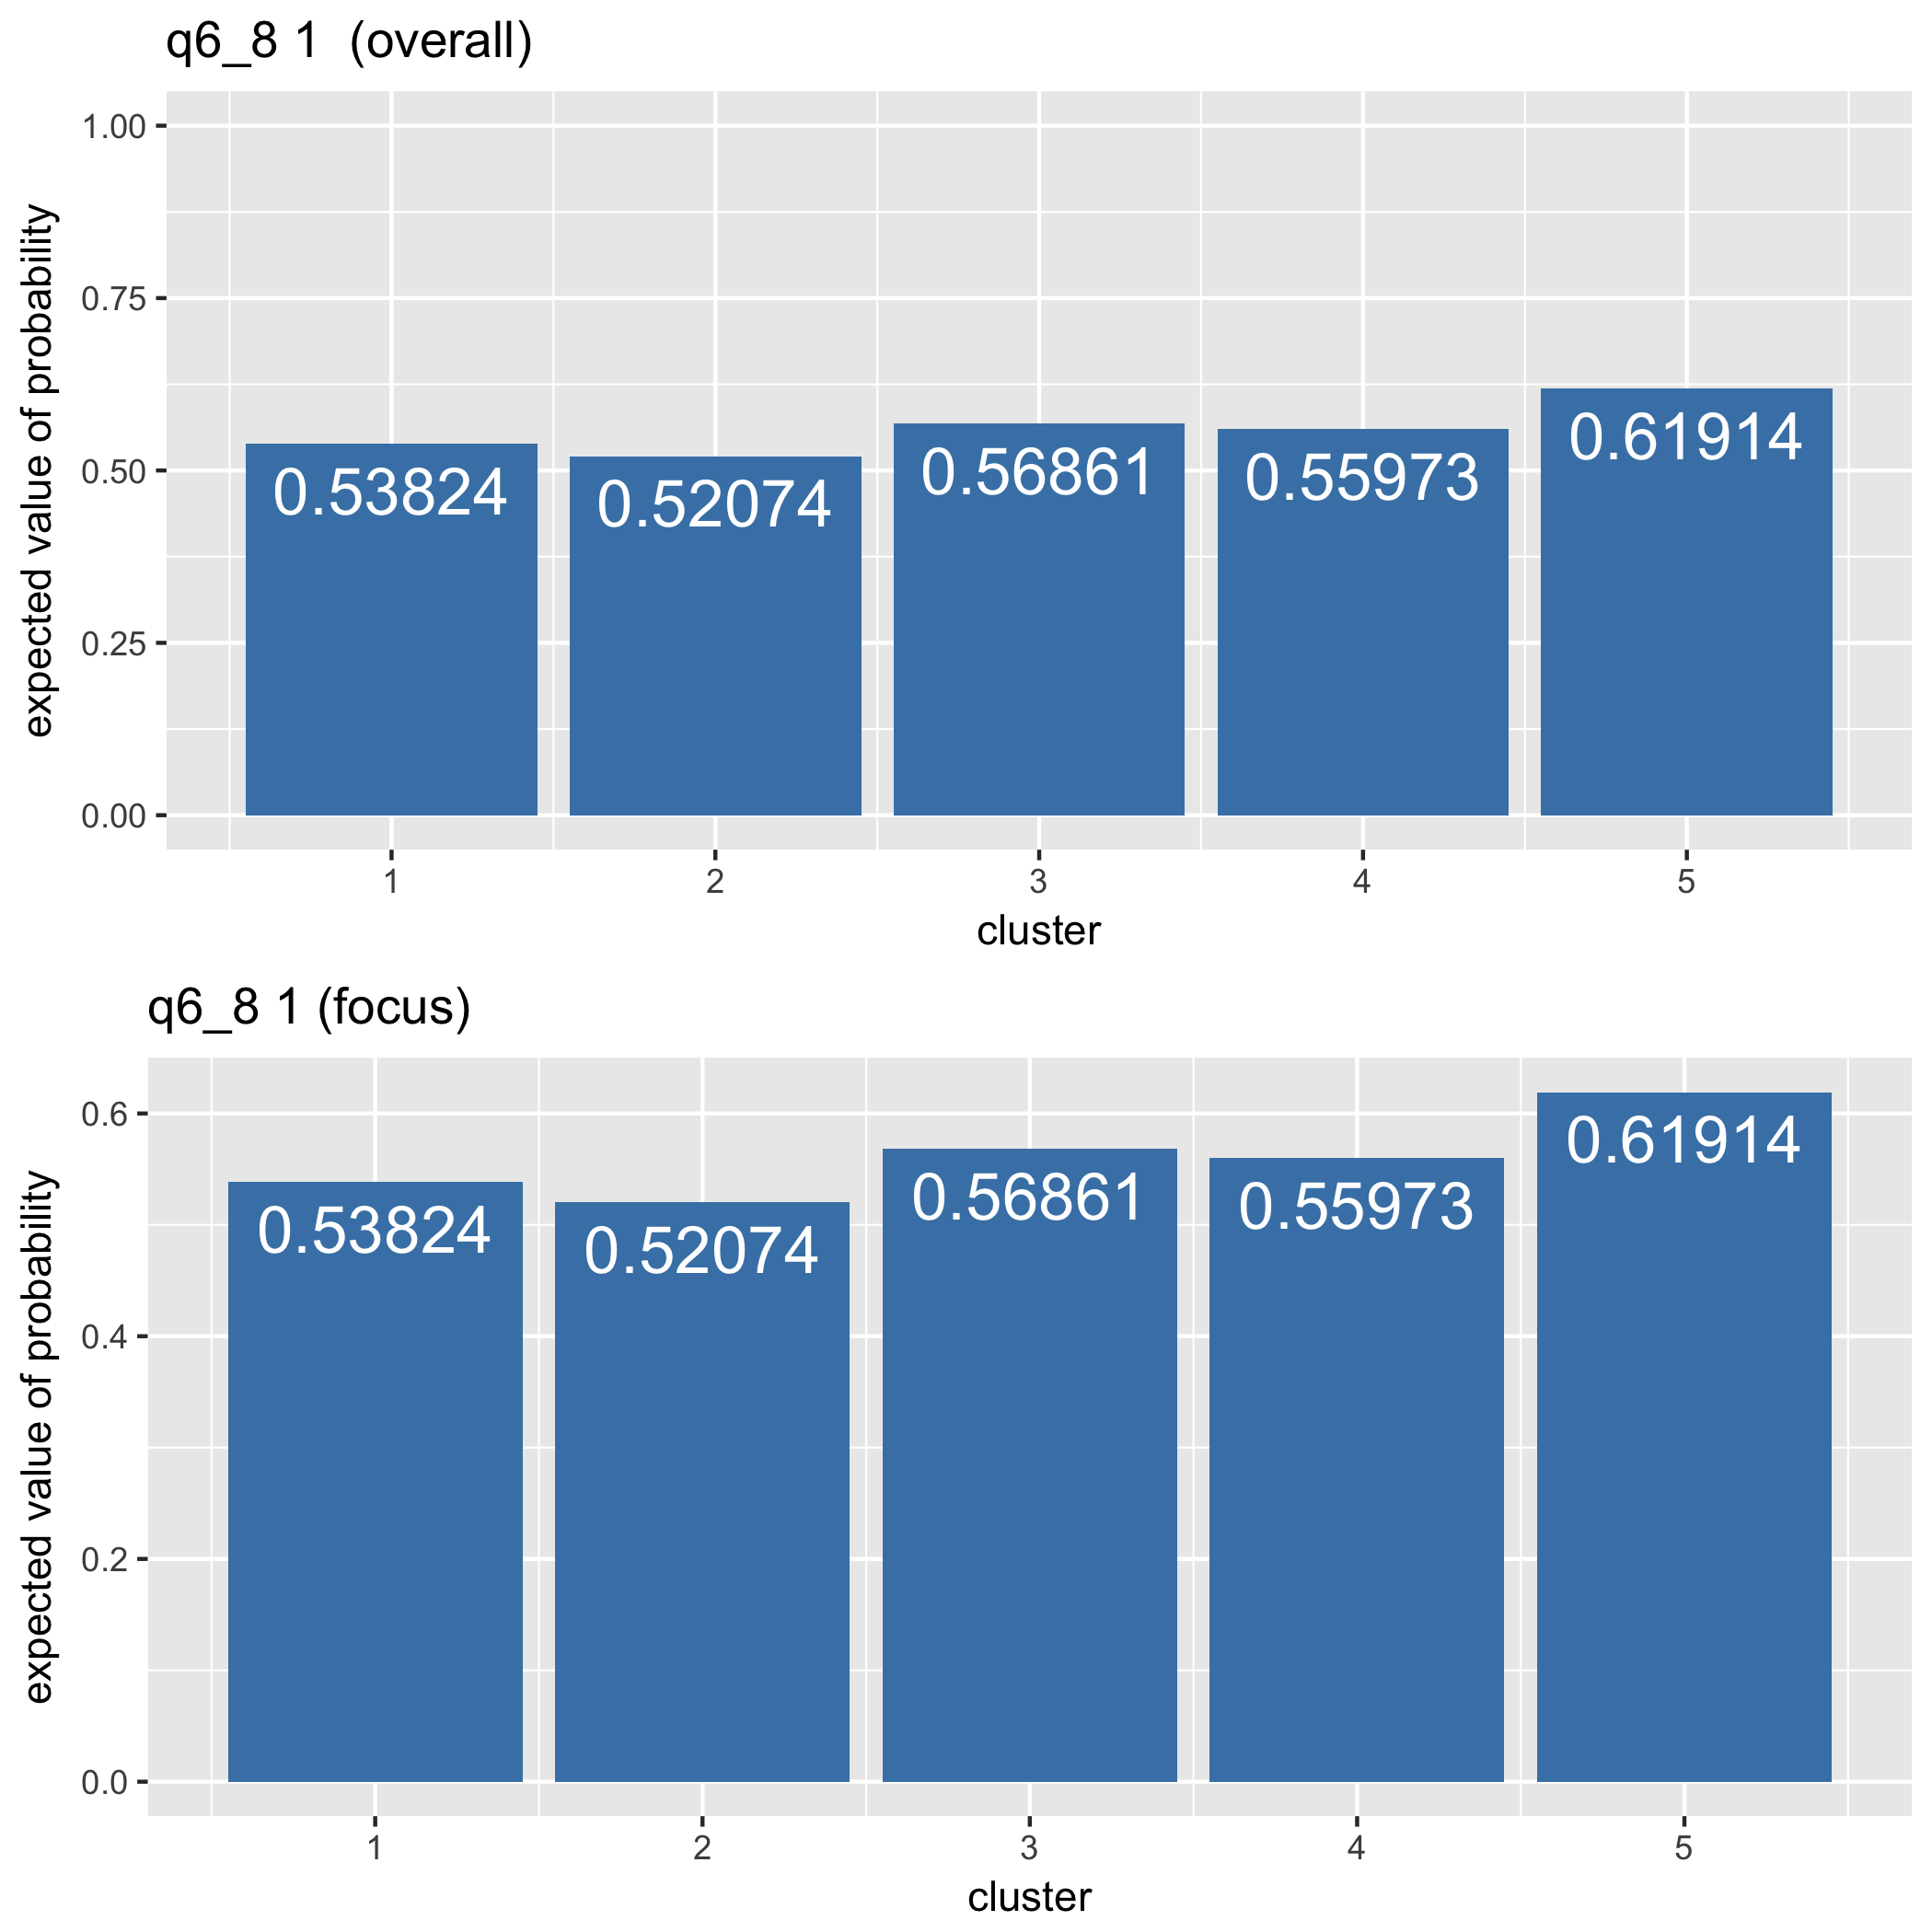 q6_8 1  (overall)
expected value of probability
1.00
0.75
0.50
0.25
0.00
0.53824
0.52074
0.56861
0.55973
0.61914
1 2 3 4 5
cluster
q6_8 1 (focus)
expected value of probability
0.6
0.4
0.2
0.0
0.53824
0.52074
0.56861
0.55973
0.61914
1 2 3 4 5
cluster